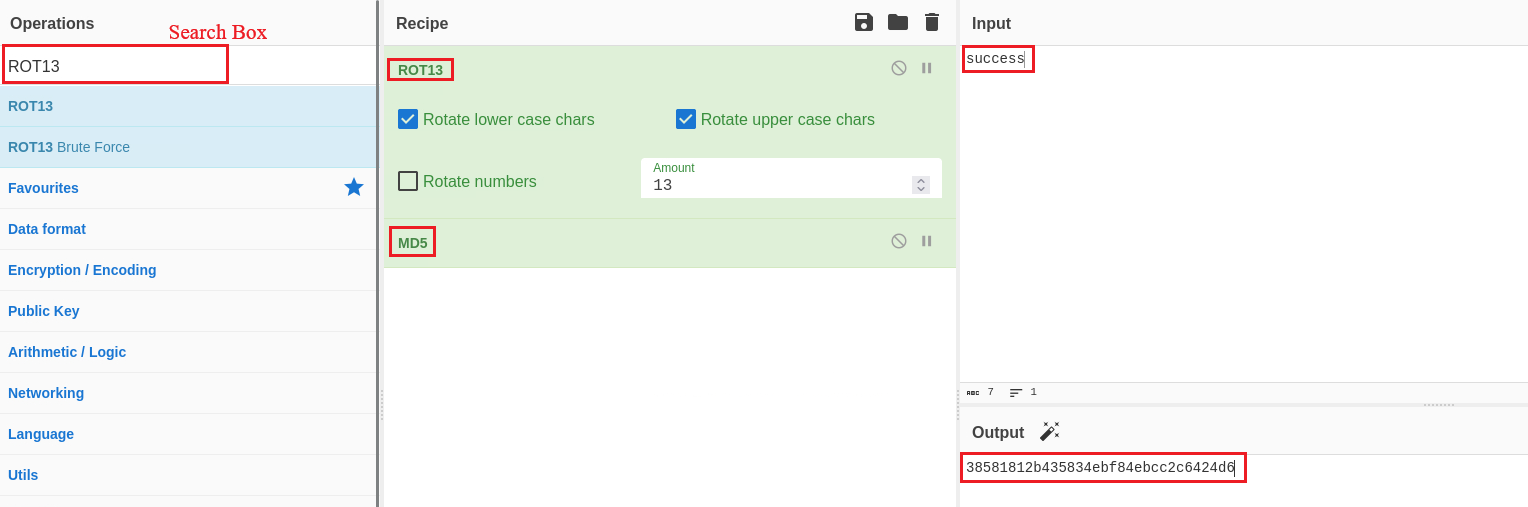 Operations
Search Box
ROT13
ROT13
ROT13 Brute Force
Favourites
Data format
Encryption / Encoding
Public Key
Arithmetic / Logic
Networking
Language
Utils
Recipe
ROT13
Rotate lower case chars
Rotate upper case chars
Rotate numbers
Amount
13
MD5
Input
success
ABC 7 1
Output
38581812b435834ebf84ebcc2c6424d6